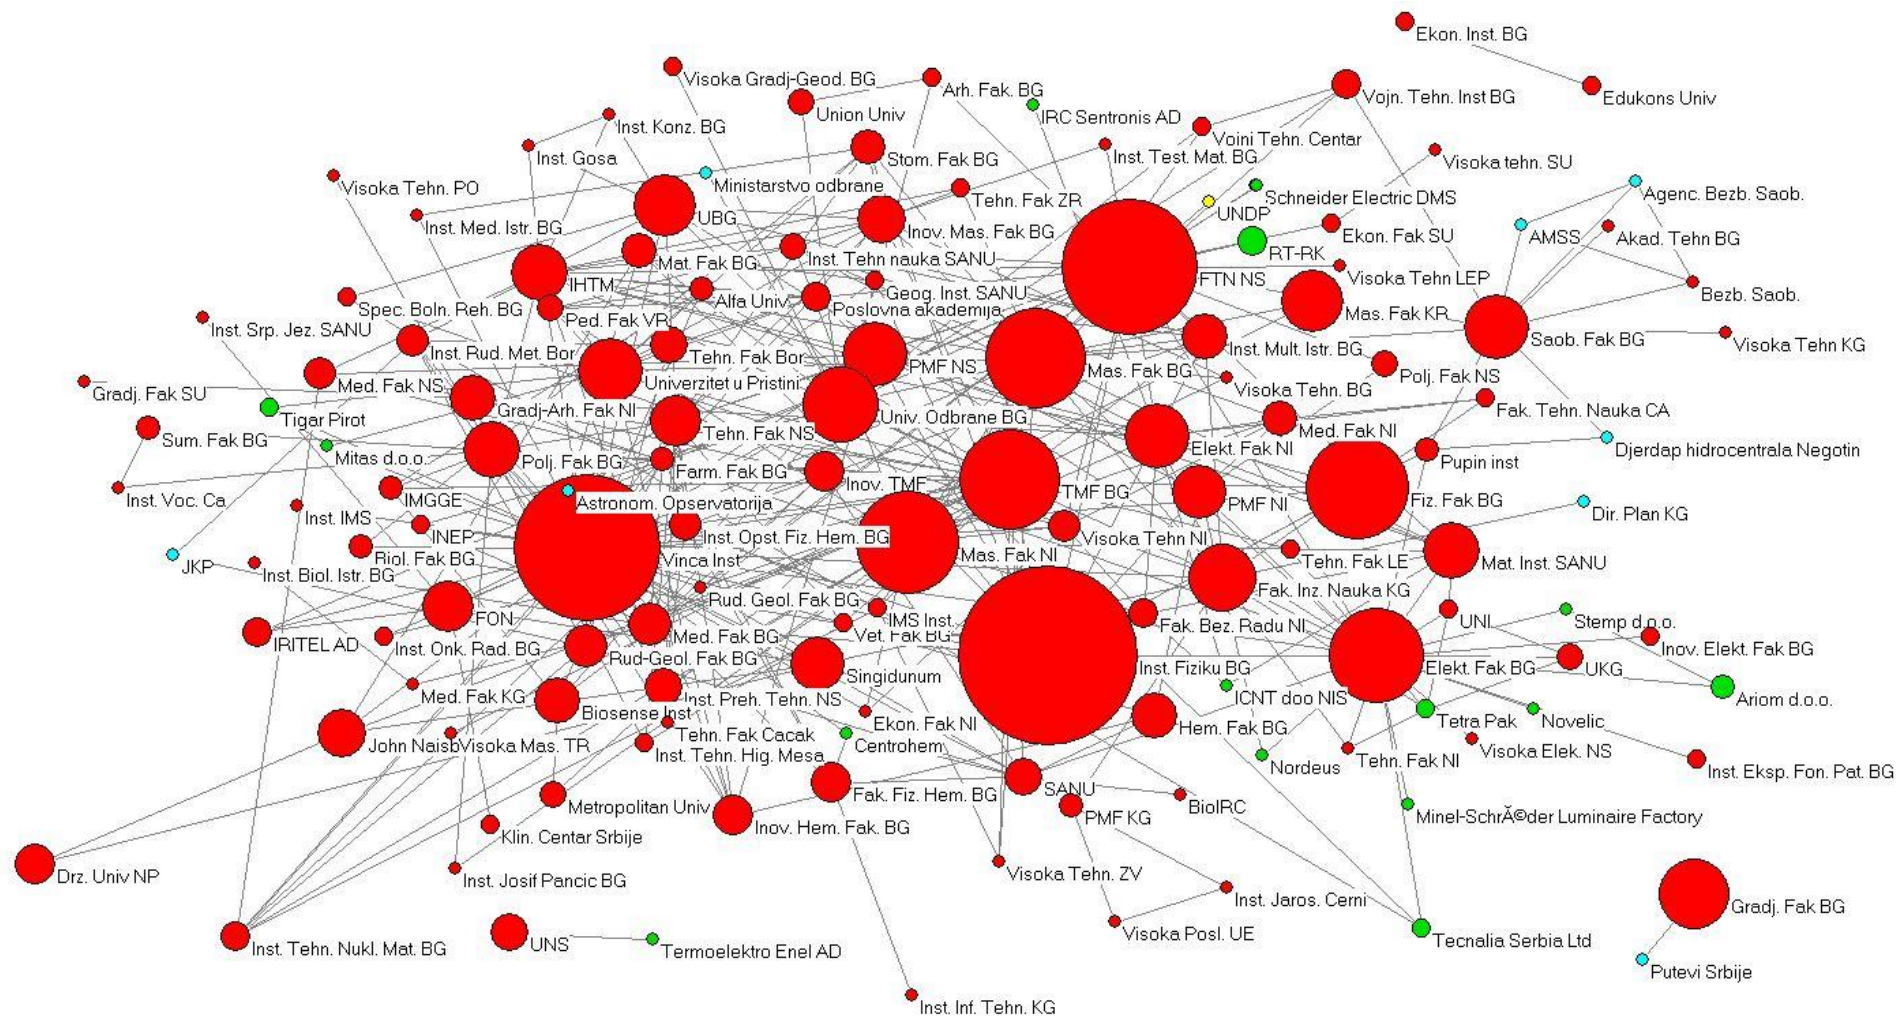 Ekon. Inst. BG
Visoka Gradj-Geod. BG
Arh. Fak. BG
Vojn. Tehn. Inst BG
Edukons Univ
Union Univ
IRC Sentronis AD
Inst. Konz. BG
Voini Tehn. Centar
Inst. Gosa
Stom. Fak BG
Inst. Test. Mat. BG
Visoka tehn. SU
Visoka Tehn. PO
Ministarstvo odbrane
Tehn. Fak ZR
Schneider Electric DMS
Agenc. Bezb. Saob.
UBG
UNDP
Inst. Med. Istr. BG
Inov. Mas. Fak BG
Ekon. Fak SU
AMSS
Akad. Tehn BG
Mat. Fak BG
Inst. Tehn nauka SANU
RT-RK
IHTM
FTN NS
Visoka Tehn LEP
Geog. Inst. SANU
Bezb. Saob.
Alfa Univ
Spec. Boln. Reh. BG
Poslovna akademija
Mas. Fak KR
Ped. Fak VR
Inst. Srp. Jez. SANU
Saob. Fak BG
Visoka Tehn KG
Inst. Rud. Met. Bor
Tehn. Fak Bor
Inst. Mult. Istr. BG
PMF NS
Mas. Fak BG
Polj. Fak NS
Med. Fak NS
Univerzitet u Pristini
Visoka Tehn. BG
Gradj. Fak SU
Gradj-Arh. Fak NI
Univ. Odbrane BG
Fak. Tehn. Nauka CA
Tigar Pirot
Tehn. Fak NS
Med. Fak NI
Sum. Fak BG
Elekt. Fak NI
Djerdap hidrocentrala Negotin
Mitas d.o.o.
Polj. Fak BG
Farm. Fak BG
Pupin inst
Inov. TMF
TMF BG
Inst. Voc. Ca
IMGGE
Astronom. Opservatorija
PMF NI
Fiz. Fak BG
Dir. Plan KG
Inst. IMS
INEP
Inst. Opst. Fiz. Hem. BG
Visoka Tehn NI
Mas. Fak NI
Vinca Inst
Riol. Fak BG
Tehn. Fak LE
Mat. Inst. SANU
JKP
Inst. Biol. Istr. BG
Fak. Inz. Nauka KG
Rud. Geol. Fak BG
FON
IMS Inst.
Fak. Bez. Radu NI
UNI
Stemp d.o.o.
Med. Fak BG
Vet. Fak BG
IRITEL AD
Inst. Onk. Rad. BG
Inov. Elekt. Fak BG
Rud-Geol. Fak BG
Inst. Fiziku BG
Elekt. Fak BG
UKG
Singidunum
Med. Fak KG
Inst. Preh. Tehn. NS
ICNT doo NIS
Ariom d.o.o.
Biosense Inst
Ekon. Fak NI
Hem. Fak BG
Tetra Pak
Novelic
Tehn. Fak Cacak
John Naisb
Visoka Mas. TR
Centrohem
Inst. Tehn. Hig. Mesa
Visoka Elek. NS
Tehn. Fak NI
Nordeus
Inst. Eksp. Fon. Pat. BG
SANU
Fak. Fiz. Hem. BG
Metropolitan Univ
BioIRC
PMF KG
Minel-SchrĂ©der Luminaire Factory
Inov. Hem. Fak. BG
Klin. Centar Srbije
Drz. Univ NP
Visoka Tehn. ZV
Inst. Josif Pancic BG
Inst. Jaros. Cerni
Gradj. Fak BG
Visoka Posl. UE
Inst. Tehn. Nukl. Mat. BG
UNS
Termoelektro Enel AD
Tecnalia Serbia Ltd
Putevi Srbije
Inst. Inf. Tehn. KG